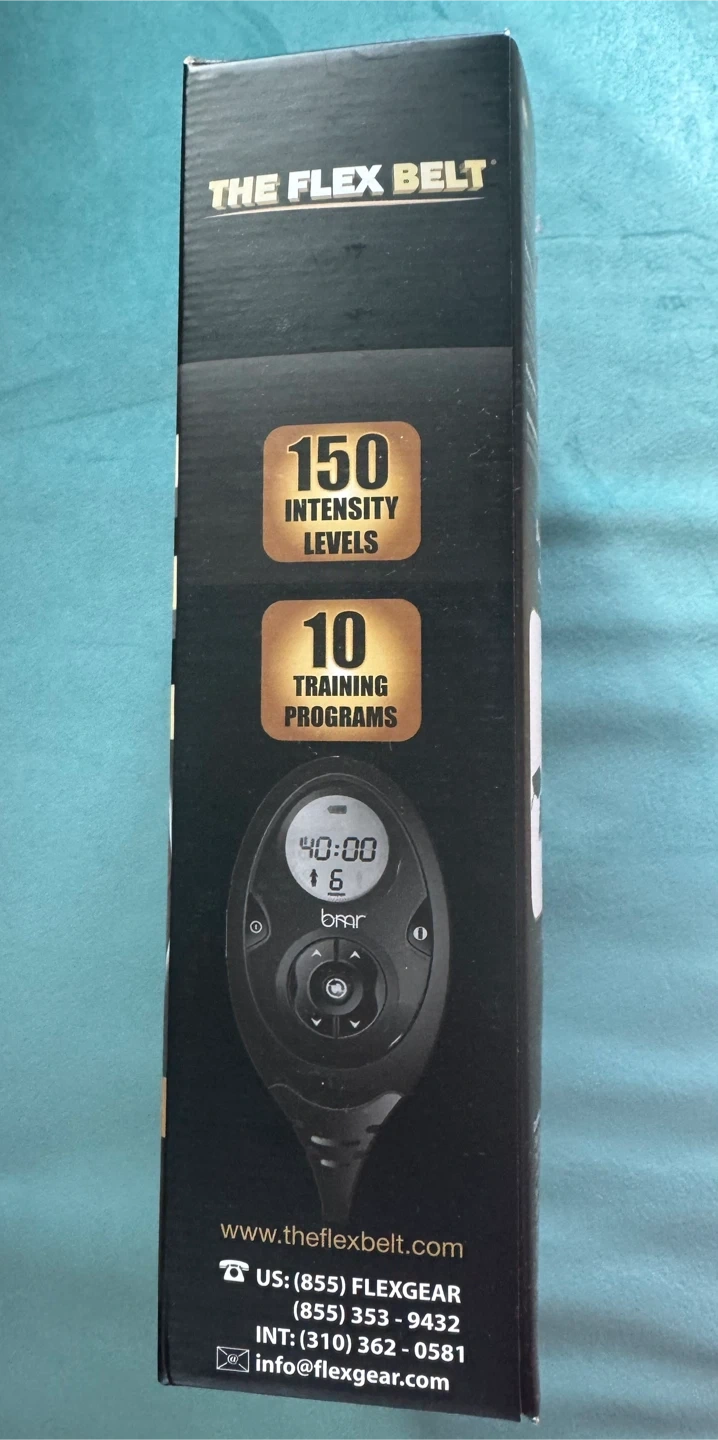 THE FLEX BELT®
150
INTENSITY
LEVELS
10
TRAINING
PROGRAMS
40:00
6
bmr
www.theflexbelt.com
US: (855) FLEXGEAR
(855) 353 - 9432
INT: (310) 362 - 0581
info@flexgear.com